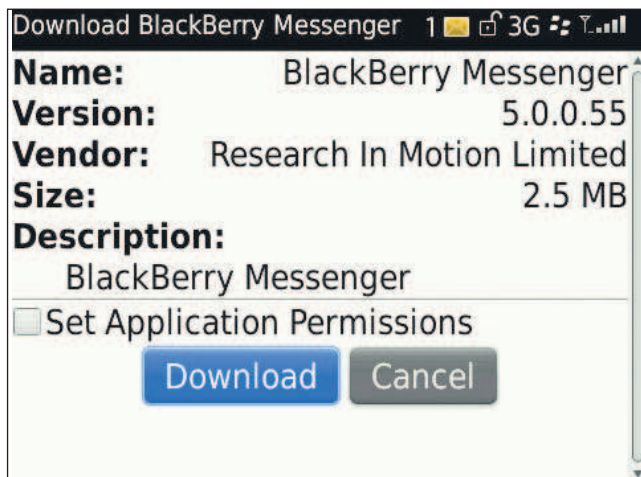 Download BlackBerry Messenger 1 3G
Name: BlackBerry Messenger
Version: 5.0.0.55
Vendor: Research In Motion Limited
Size: 2.5 MB
Description:
BlackBerry Messenger
Set Application Permissions
Download Cancel